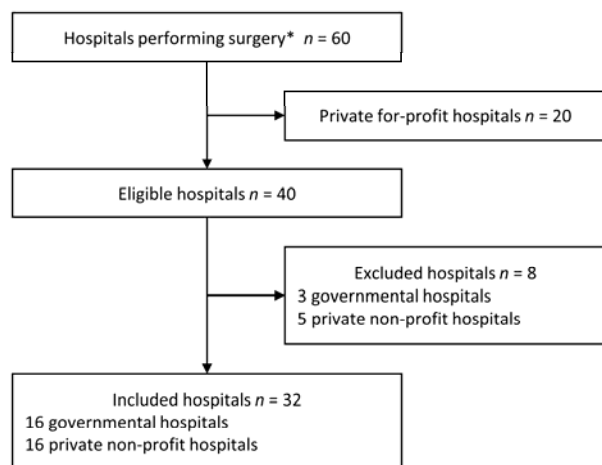 Hospitals performing surgery* n = 60
Private for-profit hospitals n = 20
Eligible hospitals n = 40
Excluded hospitals n = 8
3 governmental hospitals
5 private non-profit hospitals
Included hospitals n = 32
16 governmental hospitals
16 private non-profit hospitals